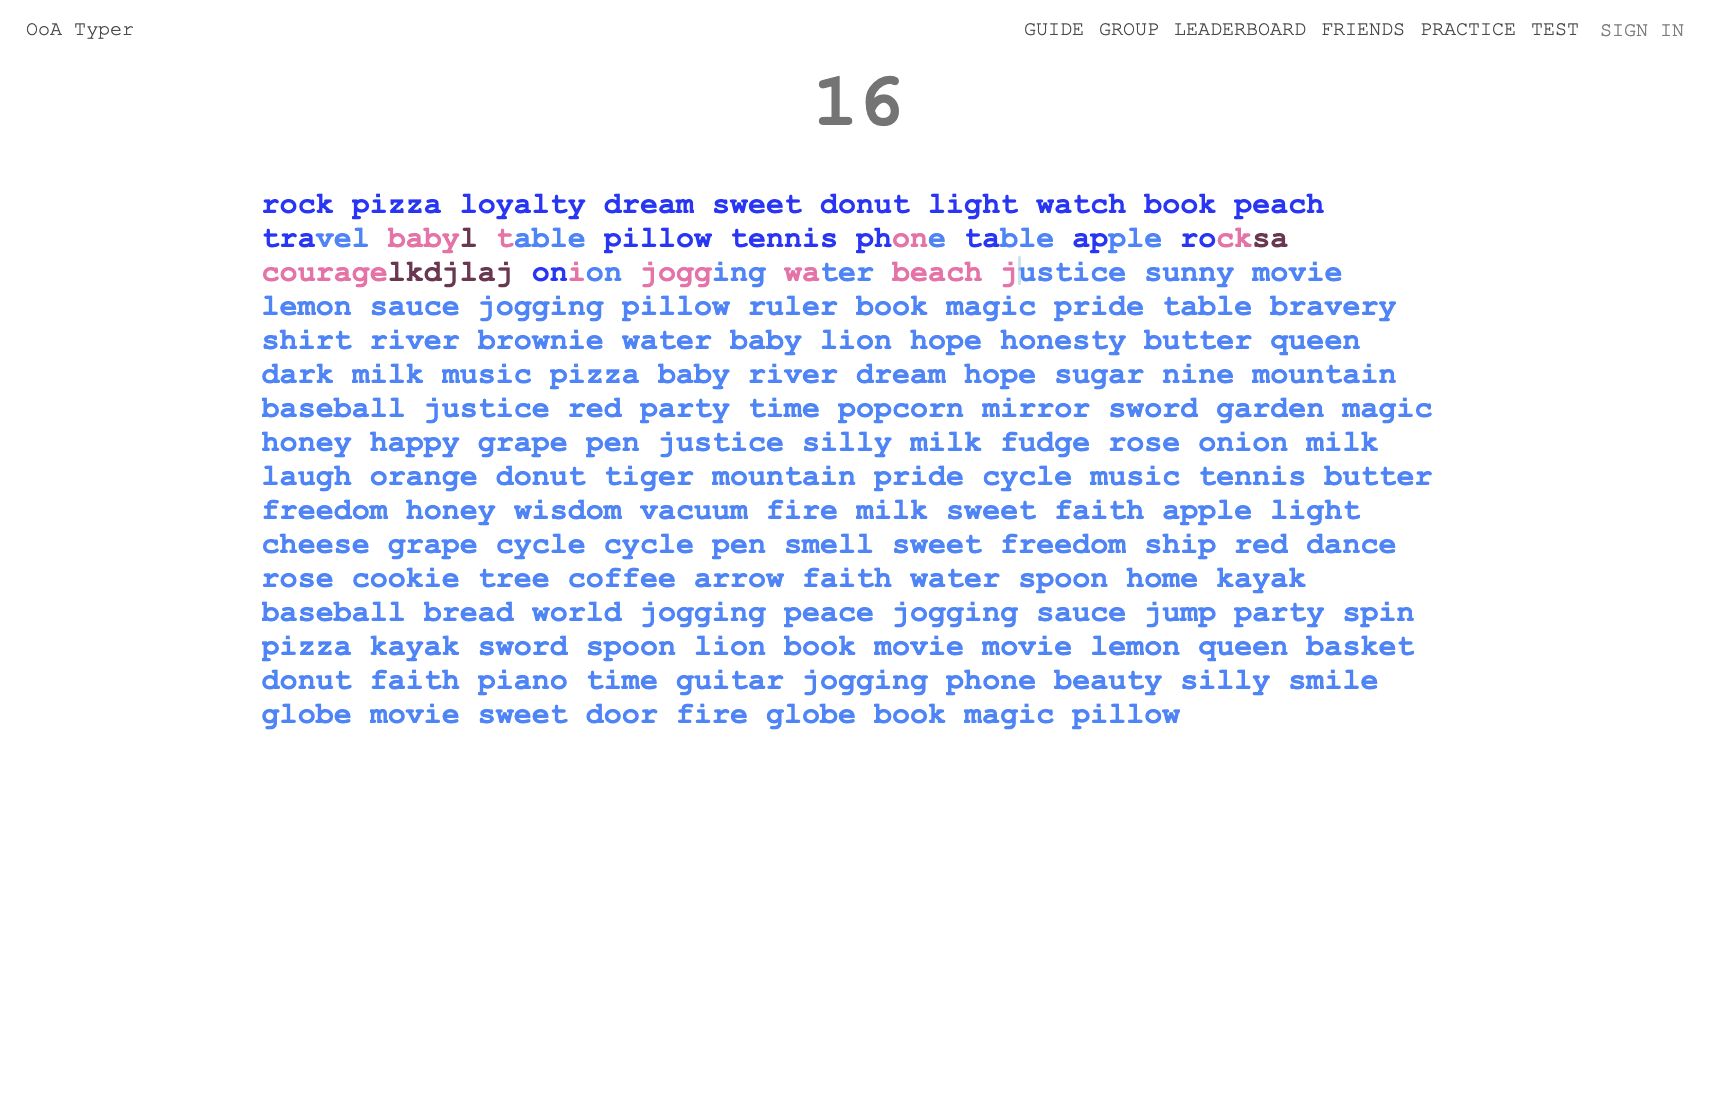 OoA Typer GUIDE GROUP LEADERBOARD FRIENDS PRACTICE TEST SIGN IN
16
rock pizza loyalty dream sweet donut light watch book peach
travel babyl table pillow tennis phone table apple rocksa
couragelkdjlaj onion jogging water beach justice sunny movie
lemon sauce jogging pillow ruler book magic pride table bravery
shirt river brownie water baby lion hope honesty butter queen
dark milk music pizza baby river dream hope sugar nine mountain
baseball justice red party time popcorn mirror sword garden magic
honey happy grape pen justice silly milk fudge rose onion milk
laugh orange donut tiger mountain pride cycle music tennis butter
freedom honey wisdom vacuum fire milk sweet faith apple light
cheese grape cycle cycle pen smell sweet freedom ship red dance
rose cookie tree coffee arrow faith water spoon home kayak
baseball bread world jogging peace jogging sauce jump party spin
pizza kayak sword spoon lion book movie movie lemon queen basket
donut faith piano time guitar jogging phone beauty silly smile
globe movie sweet door fire globe book magic pillow